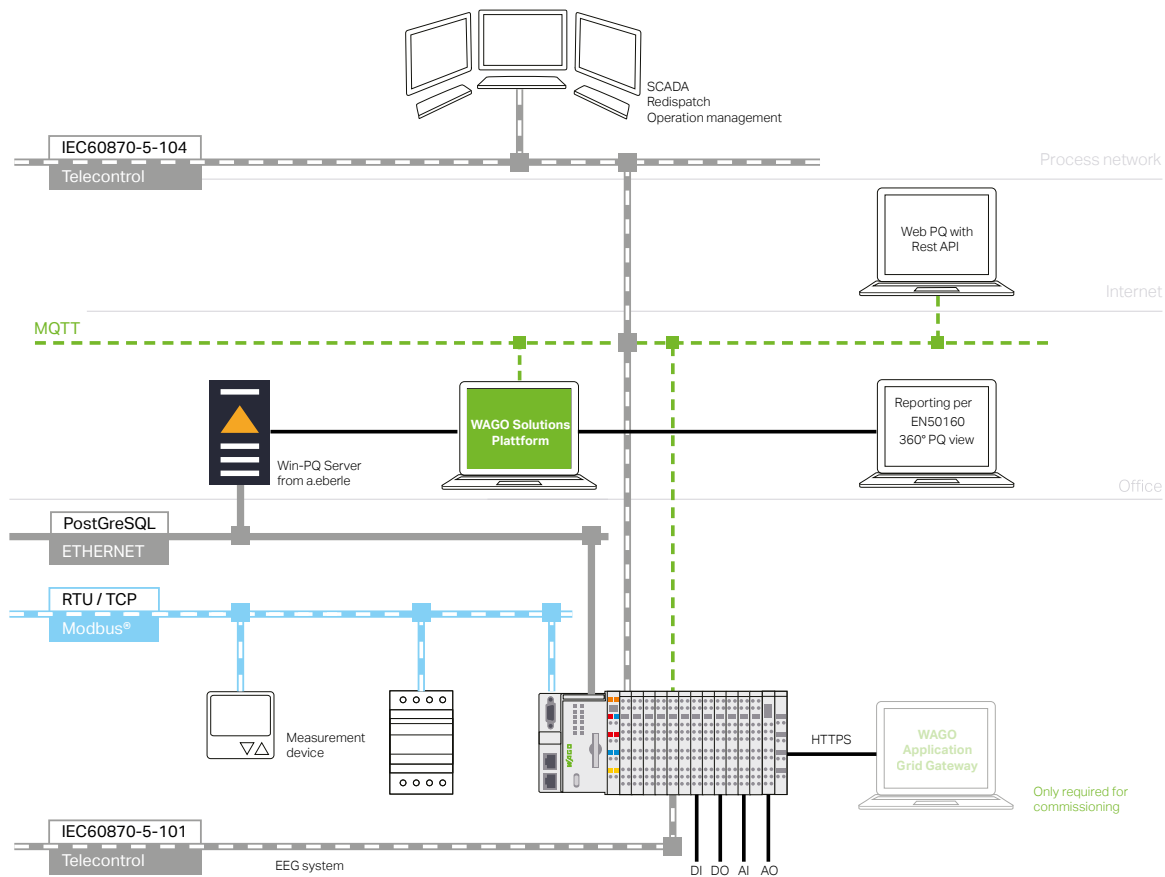 SCADA
Redispatch
Operation management
IEC60870-5-104
Telecontrol
Process network
Web PQ with
Rest API
Internet
MQTT
WAGO Solutions
Plattform
Reporting per
EN50160
360° PQ view
Win-PQ Server
from a.eberle
Office
PostGreSQL
ETHERNET
RTU / TCP
Modbus®
Measurement
device
WAGO
HTTPS
WAGO
Application
Grid Gateway
Only required for
commissioning
IEC60870-5-101
Telecontrol
EEG system
DI DO AI AO